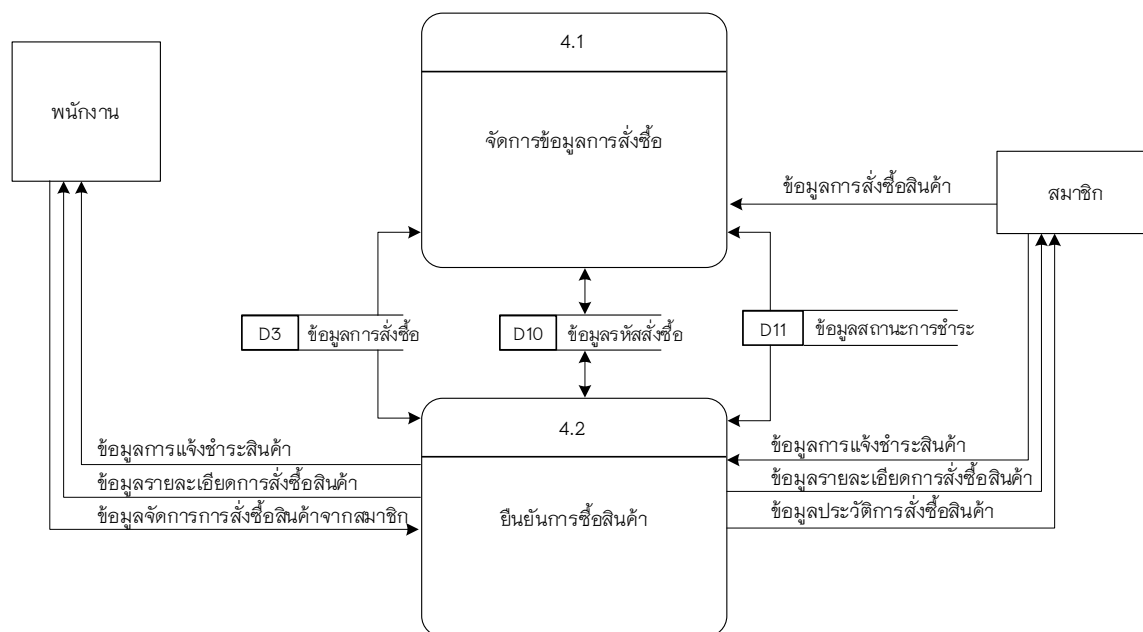 4.1
พนักงาน
จัดการข้อมูลการสั่งซื้อ
ข้อมูลการสั่งซื้อสินค้า
สมาชิก
D3 ข้อมูลการสั่งซื้อ
D10 ข้อมูลรหัสสั่งซื้อ
D11 ข้อมูลสถานะการชำระ
4.2
ข้อมูลการแจ้งชำระสินค้า
ข้อมูลรายละเอียดการสั่งซื้อสินค้า
ข้อมูลจัดการการสั่งซื้อสินค้าจากสมาชิก
ยืนยันการซื้อสินค้า
ข้อมูลการแจ้งชำระสินค้า
ข้อมูลรายละเอียดการสั่งซื้อสินค้า
ข้อมูลประวัติการสั่งซื้อสินค้า